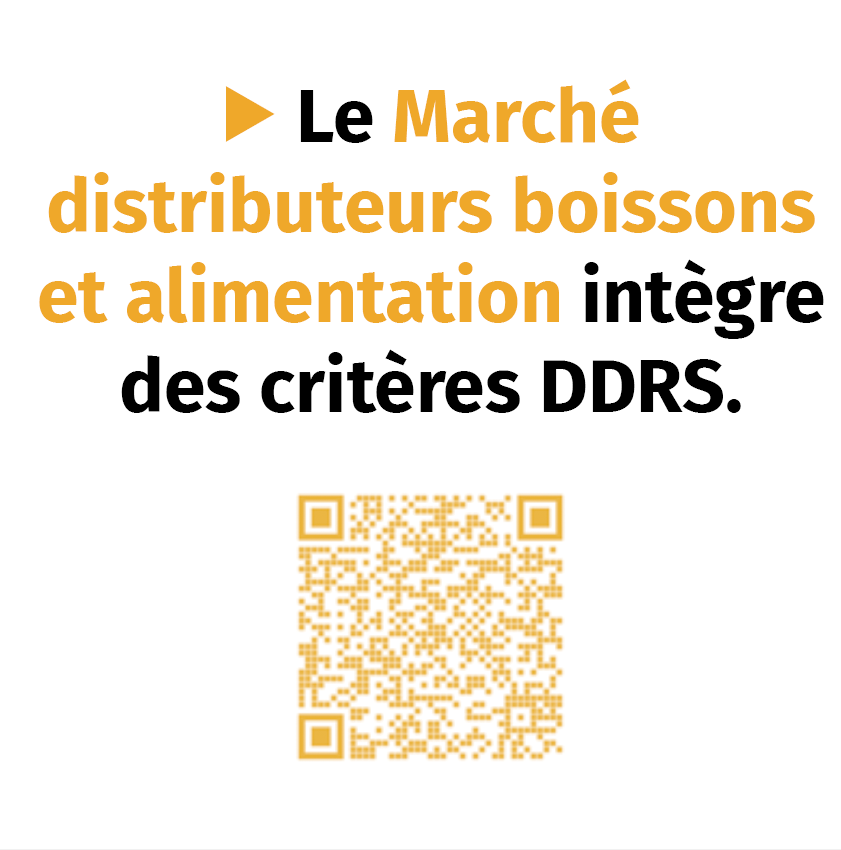 ▶ Le Marché
distributeurs boissons
et alimentation intègre
des critères DDRS.